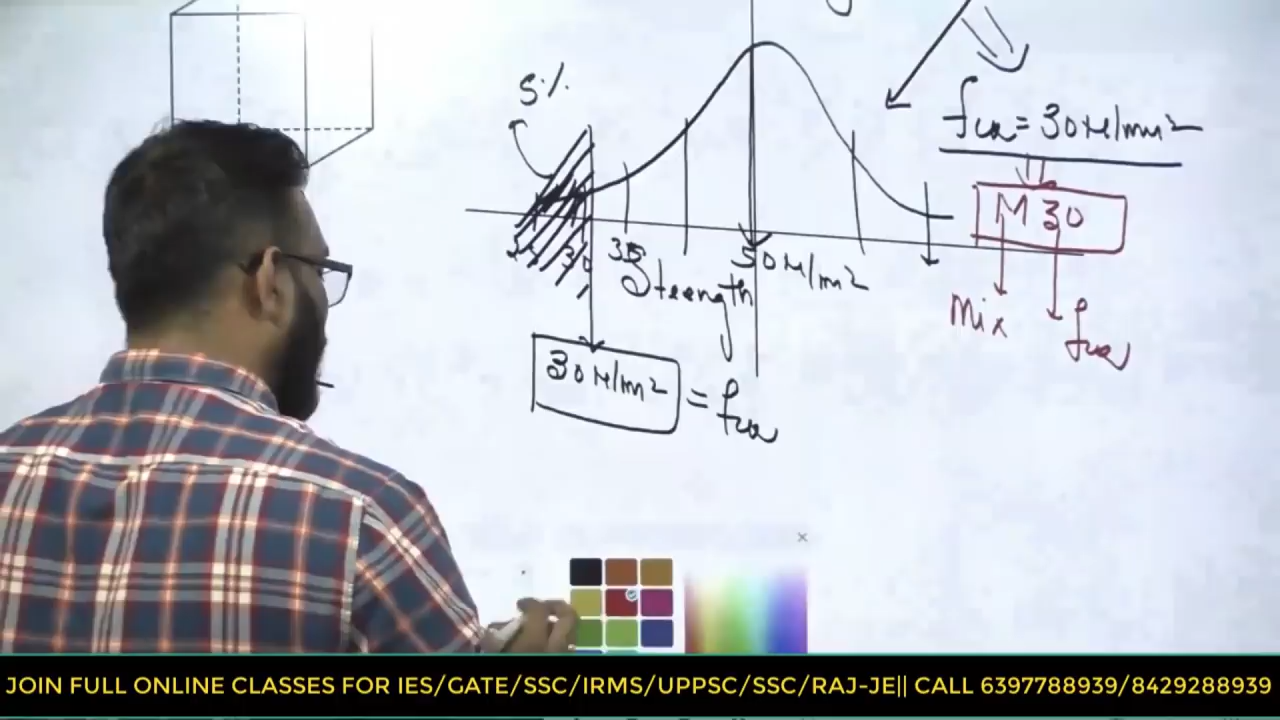 5%
fck = 30 N/mm²
M 30
30
35
50 N/mm²
Strength
Mix
fck
30 N/mm² = fck
JOIN FULL ONLINE CLASSES FOR IES/GATE/SSC/IRMS/UPPSC/SSC/RAJ-JE|| CALL 6397788939/8429288939